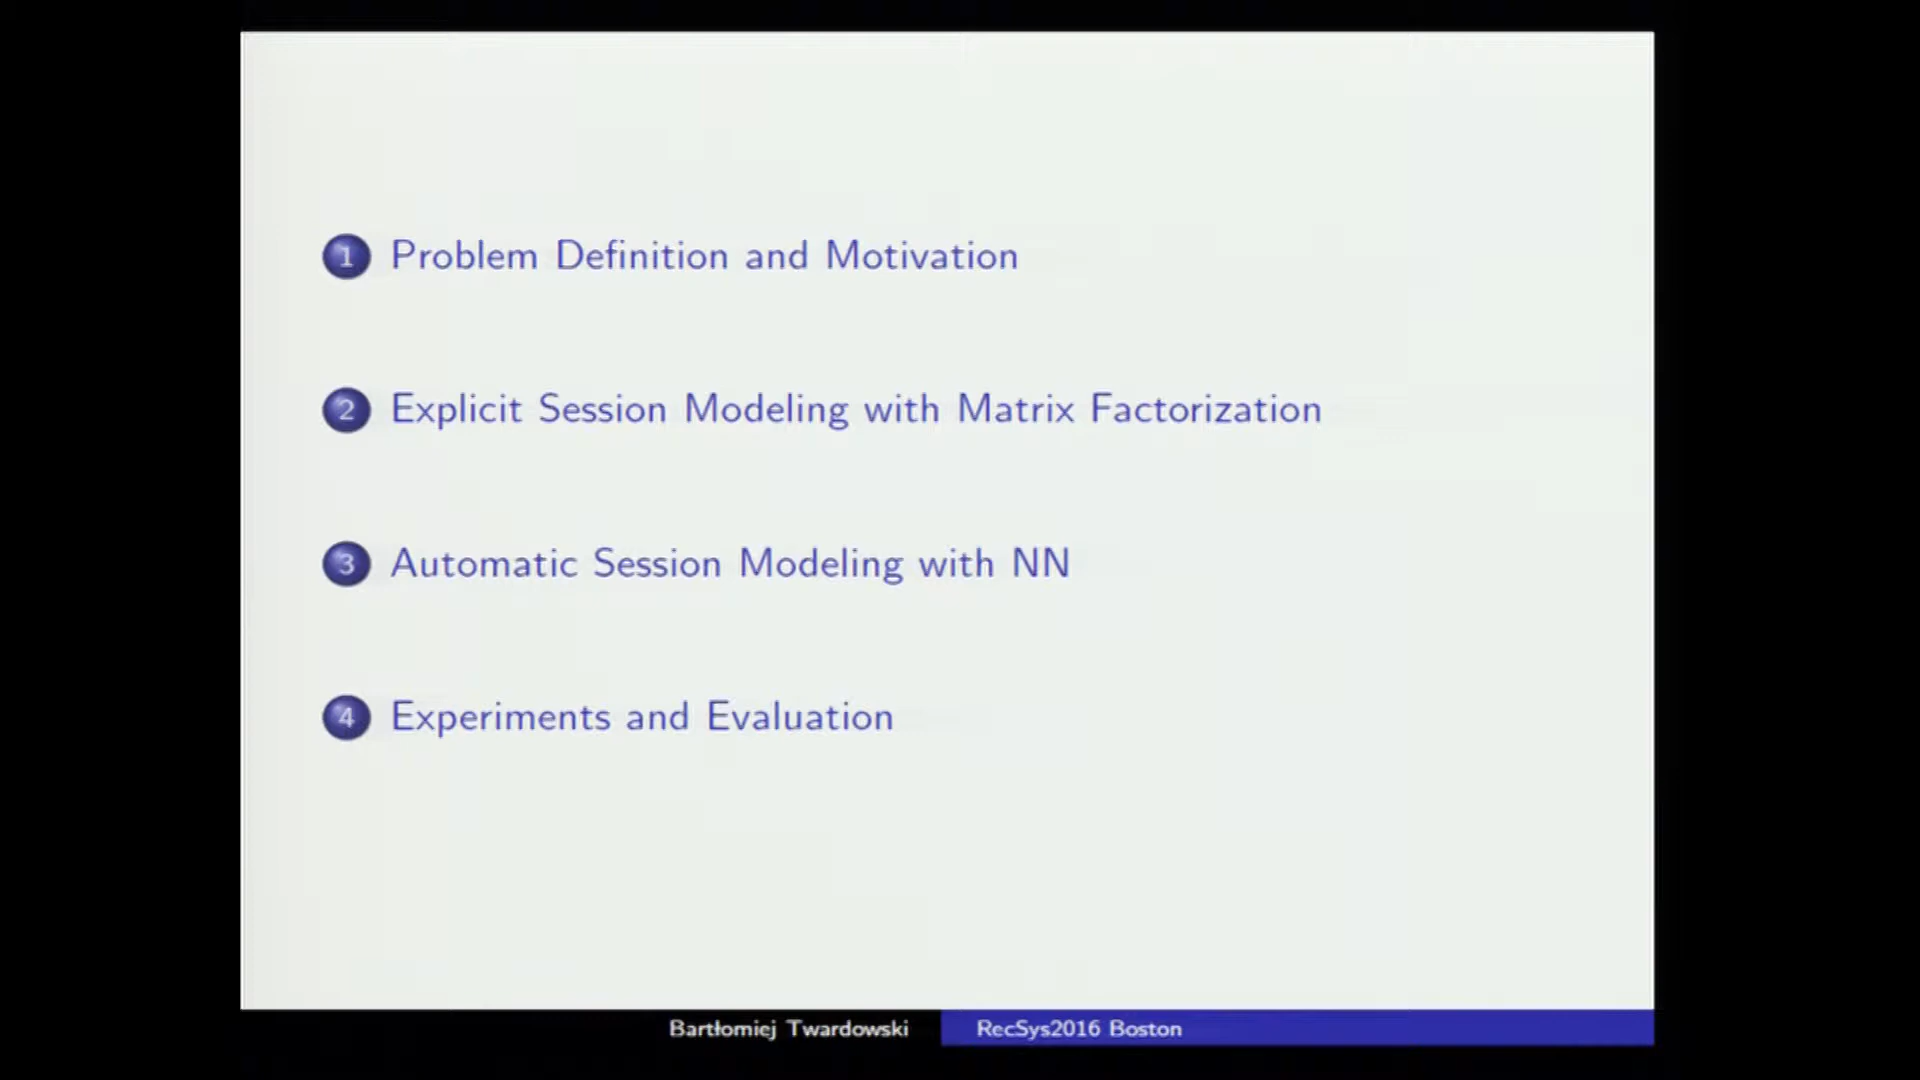 1 Problem Definition and Motivation
2 Explicit Session Modeling with Matrix Factorization
3 Automatic Session Modeling with NN
4 Experiments and Evaluation
Bartłomiej Twardowski RecSys2016 Boston